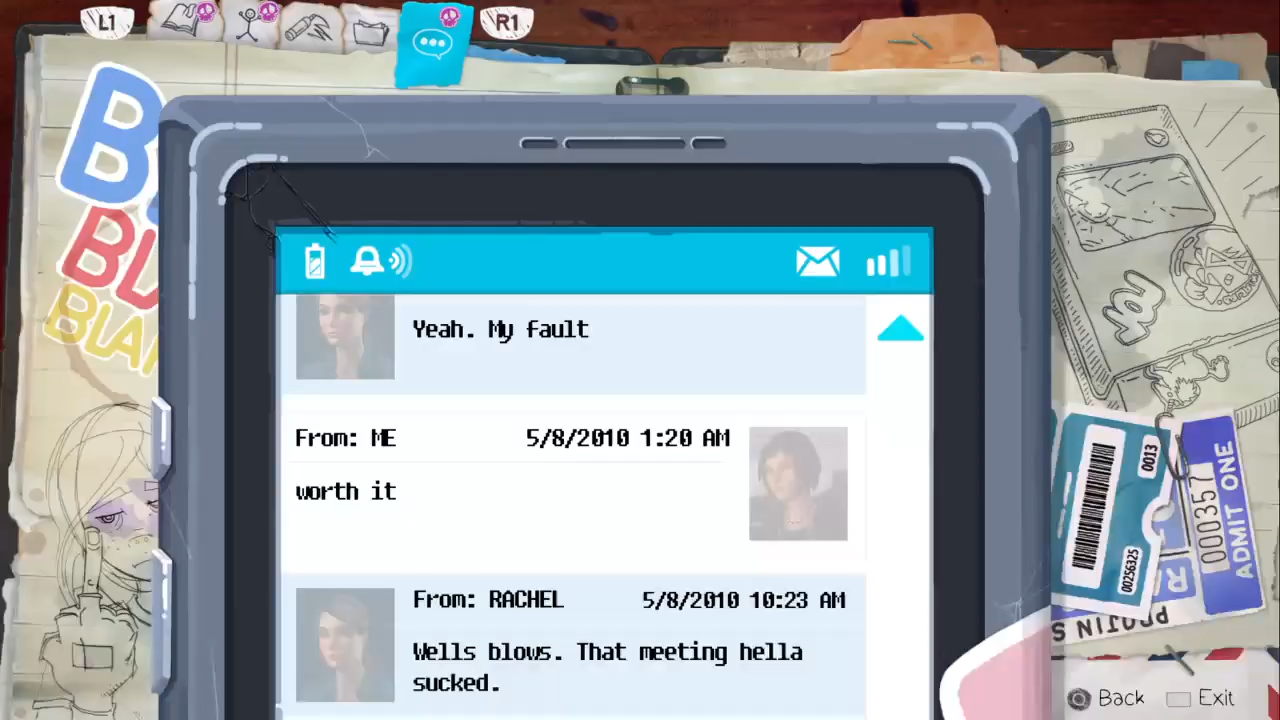 L1
R1
Yeah. My fault
From: ME 5/8/2010 1:20 AM
worth it
From: RACHEL 5/8/2010 10:23 AM
Wells blows. That meeting hella
sucked.
0013
00256325
000357
ADMIT ONE
Back
Exit